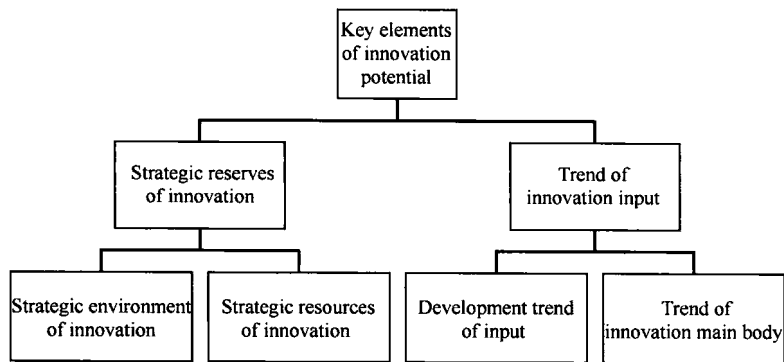 Key elements
of innovation
potential
Strategic reserves
of innovation
Trend of
innovation input
Strategic environment
of innovation
Strategic resources
of innovation
Development trend
of input
Trend of
innovation main body